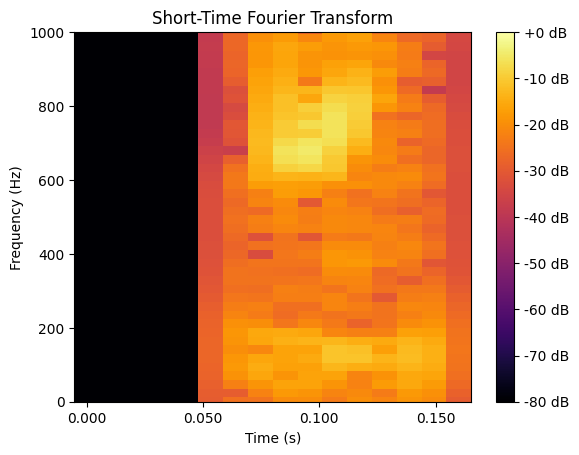 Short-Time Fourier Transform
1000
800
600
400
200
0
Frequency (Hz)
0.000
0.050
0.100
0.150
Time (s)
+0 dB
-10 dB
-20 dB
-30 dB
-40 dB
-50 dB
-60 dB
-70 dB
-80 dB